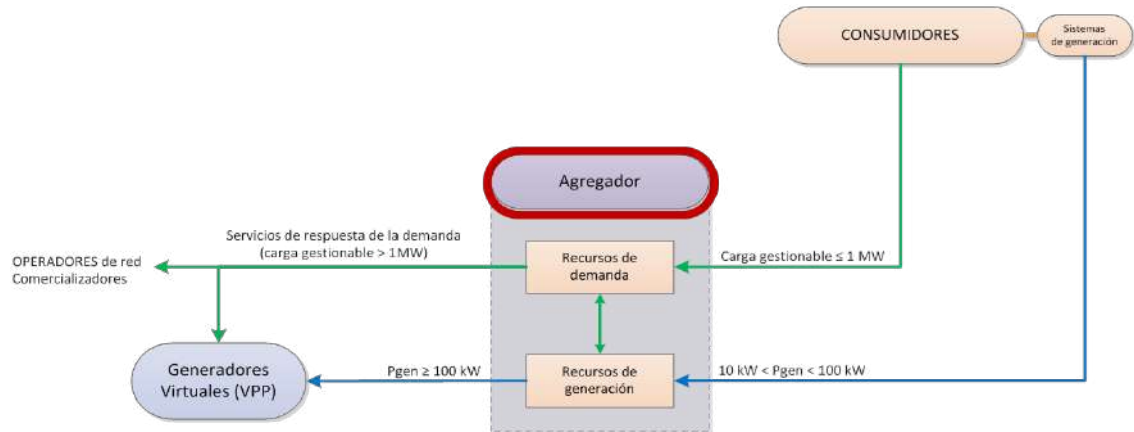 CONSUMIDORES
Sistemas
de generación
Agregador
Servicios de respuesta de la demanda
(carga gestionable > 1MW)
OPERADORES de red
Comercializadores
Recursos de
demanda
Carga gestionable ≤ 1 MW
Generadores
Virtuales (VPP)
Pgen ≥ 100 kW
Recursos de
generación
10 kW < Pgen < 100 kW